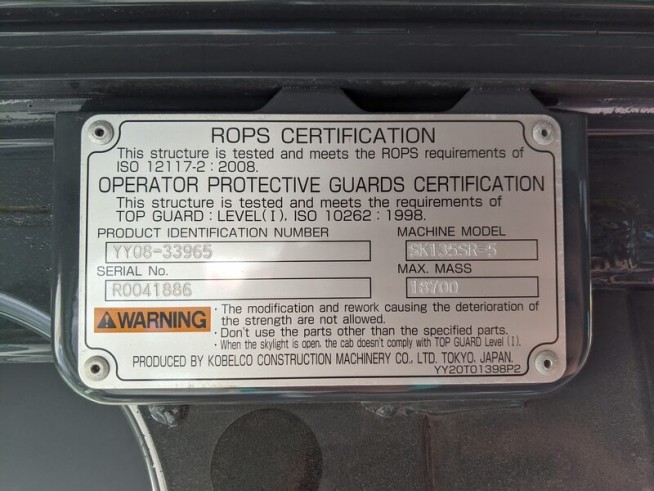 ROPS CERTIFICATION
This structure is tested and meets the ROPS requirements of
ISO 12117-2 : 2008.
OPERATOR PROTECTIVE GUARDS CERTIFICATION
This structure is tested and meets the requirements of
TOP GUARD : LEVEL(I), ISO 10262 : 1998.
PRODUCT IDENTIFICATION NUMBER
YY08-33965
MACHINE MODEL
SK135SR-5
SERIAL No.
R0041886
MAX. MASS
18700
WARNING
· The modification and rework causing the deterioration of
the strength are not allowed.
· Don't use the parts other than the specified parts.
· When the skylight is open, the cab doesn't comply with TOP GUARD Level (I).
PRODUCED BY KOBELCO CONSTRUCTION MACHINERY CO., LTD. TOKYO, JAPAN.
YY20T01398P2